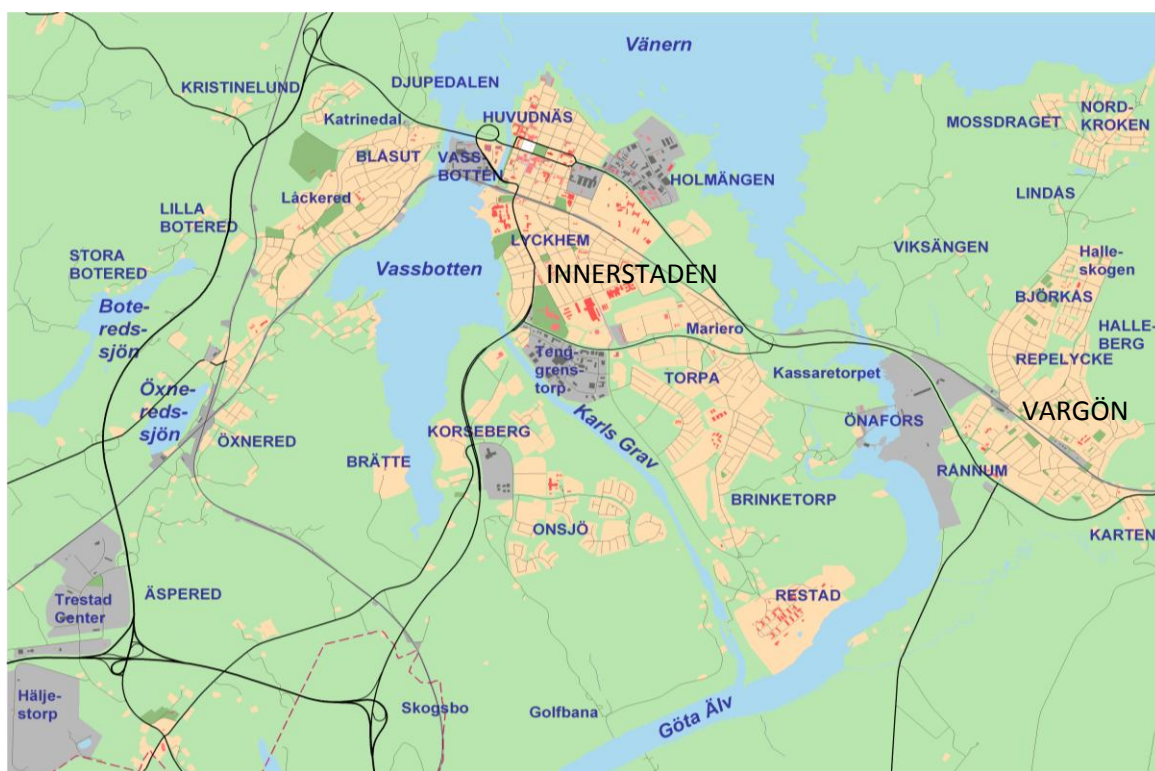 Vänern
KRISTINELUND
DJUPEDALEN
Katrinedal
HUVUDNÄS
NORD-
KROKEN
MOSSDRAGET
BLÅSUT
VASS-
BOTTEN
HOLMÄNGEN
LINDÅS
Låckered
LILLA
BOTERED
LYCKHEM
VIKSÄNGEN
STORA
BOTERED
Vassbotten
INNERSTADEN
Halle-
skogen
BJÖRKÅS
Bote-
reds-
sjön
Mariero
HALLE-
BERG
REPELYCKE
Teng-
grens-
torp
TORPA
Kassaretorpet
Öxne-
reds-
sjön
VARGÖN
ÖXNERED
KORSEBERG
Karls Grav
ÖNAFORS
BRÄTTE
RÅNNUM
BRINKETORP
ONSJÖ
KARTEN
Trestad
Center
ÄSPERED
RESTAD
Hälje-
storp
Skogsbo
Golfbana
Göta Älv